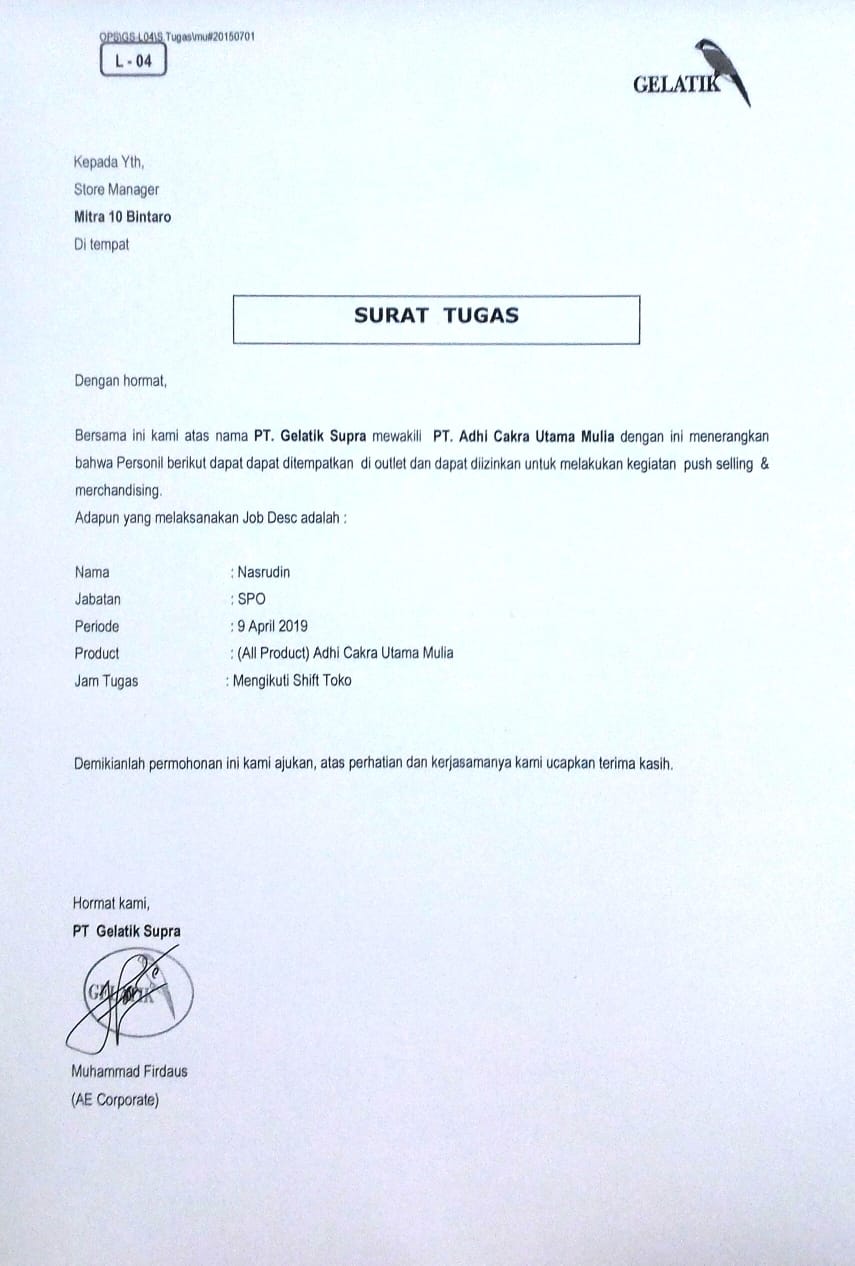 OPS\GS-L04\S.Tugas\mu#20150701
L - 04
GELATIK
Kepada Yth,
Store Manager
Mitra 10 Bintaro
Di tempat
SURAT TUGAS
Dengan hormat,
Bersama ini kami atas nama PT. Gelatik Supra mewakili PT. Adhi Cakra Utama Mulia dengan ini menerangkan
bahwa Personil berikut dapat dapat ditempatkan di outlet dan dapat diizinkan untuk melakukan kegiatan push selling &
merchandising.
Adapun yang melaksanakan Job Desc adalah :
Nama : Nasrudin
Jabatan : SPO
Periode : 9 April 2019
Product : (All Product) Adhi Cakra Utama Mulia
Jam Tugas : Mengikuti Shift Toko
Demikianlah permohonan ini kami ajukan, atas perhatian dan kerjasamanya kami ucapkan terima kasih.
Hormat kami,
PT Gelatik Supra
Muhammad Firdaus
(AE Corporate)